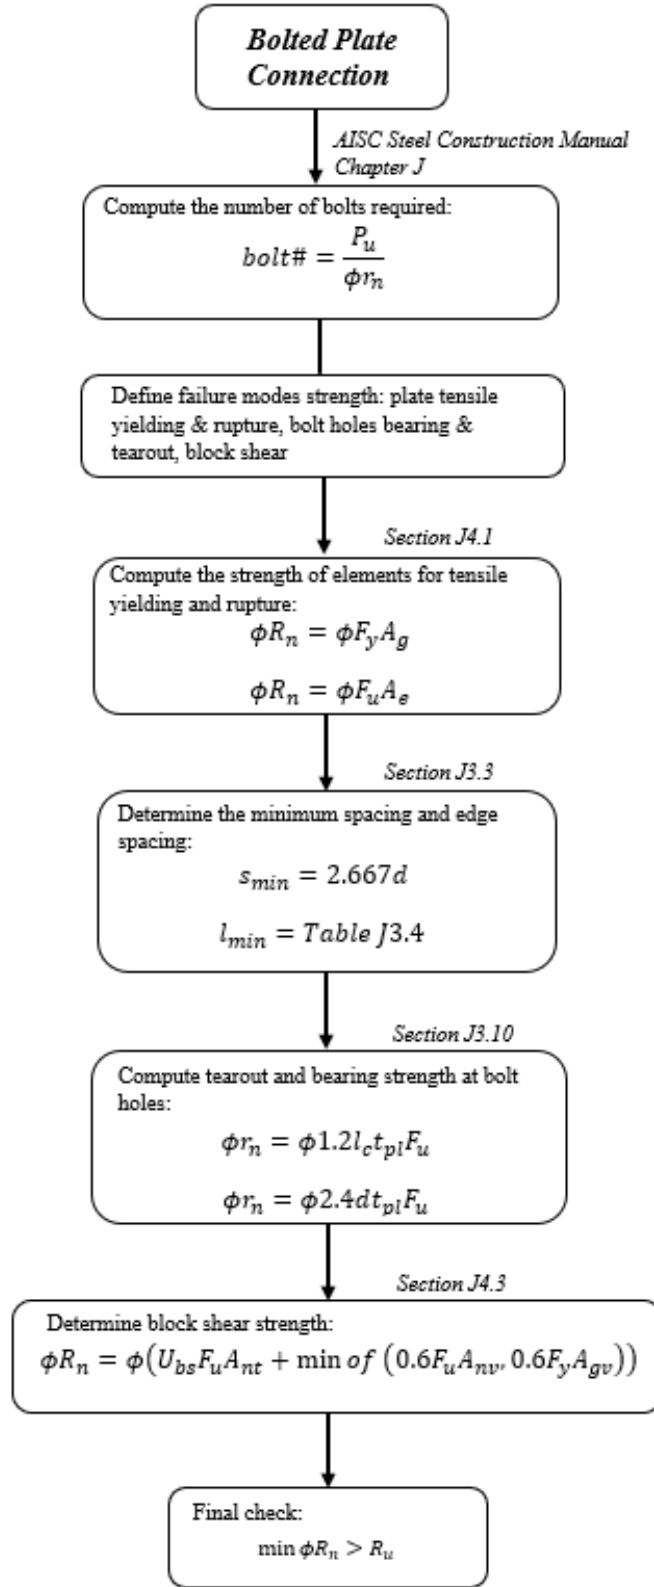 Bolted Plate
Connection
AISC Steel Construction Manual
Chapter J
Compute the number of bolts required:
bolt# = P_u / ϕr_n
Define failure modes strength: plate tensile
yielding & rupture, bolt holes bearing &
tearout, block shear
Section J4.1
Compute the strength of elements for tensile
yielding and rupture:
ϕR_n = ϕF_yA_g
ϕR_n = ϕF_uA_e
Section J3.3
Determine the minimum spacing and edge
spacing:
s_min = 2.667d
l_min = Table J3.4
Section J3.10
Compute tearout and bearing strength at bolt
holes:
ϕr_n = ϕ1.2l_ct_plF_u
ϕr_n = ϕ2.4dt_plF_u
Section J4.3
Determine block shear strength:
ϕR_n = ϕ(U_bsF_uA_nt + min of (0.6F_uA_nv, 0.6F_yA_gv))
Final check:
min ϕR_n > R_u